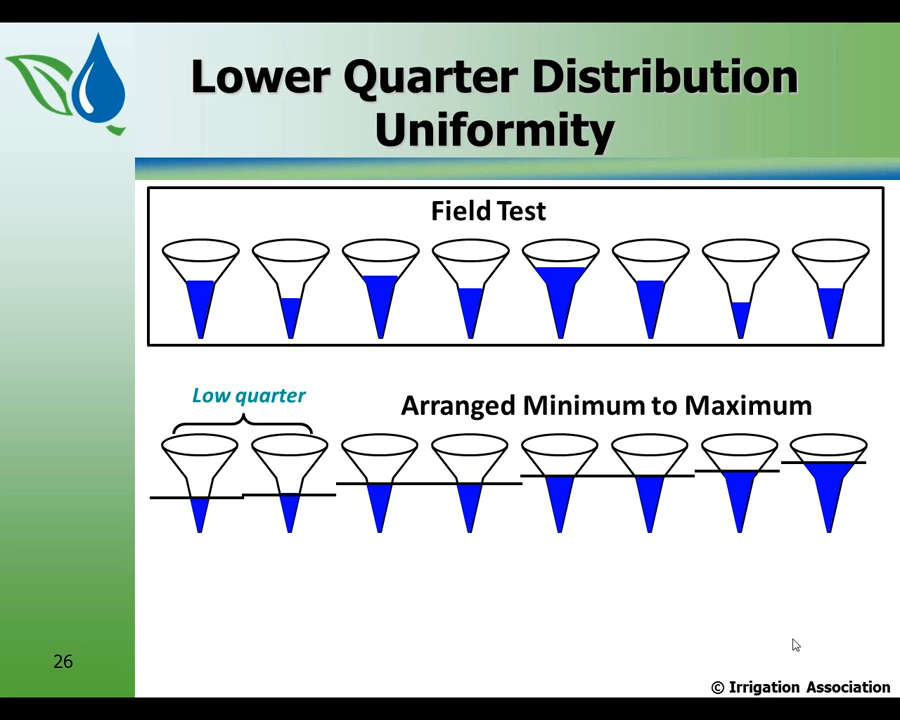 Lower Quarter Distribution
Uniformity
Field Test
Low quarter
Arranged Minimum to Maximum
26
© Irrigation Association